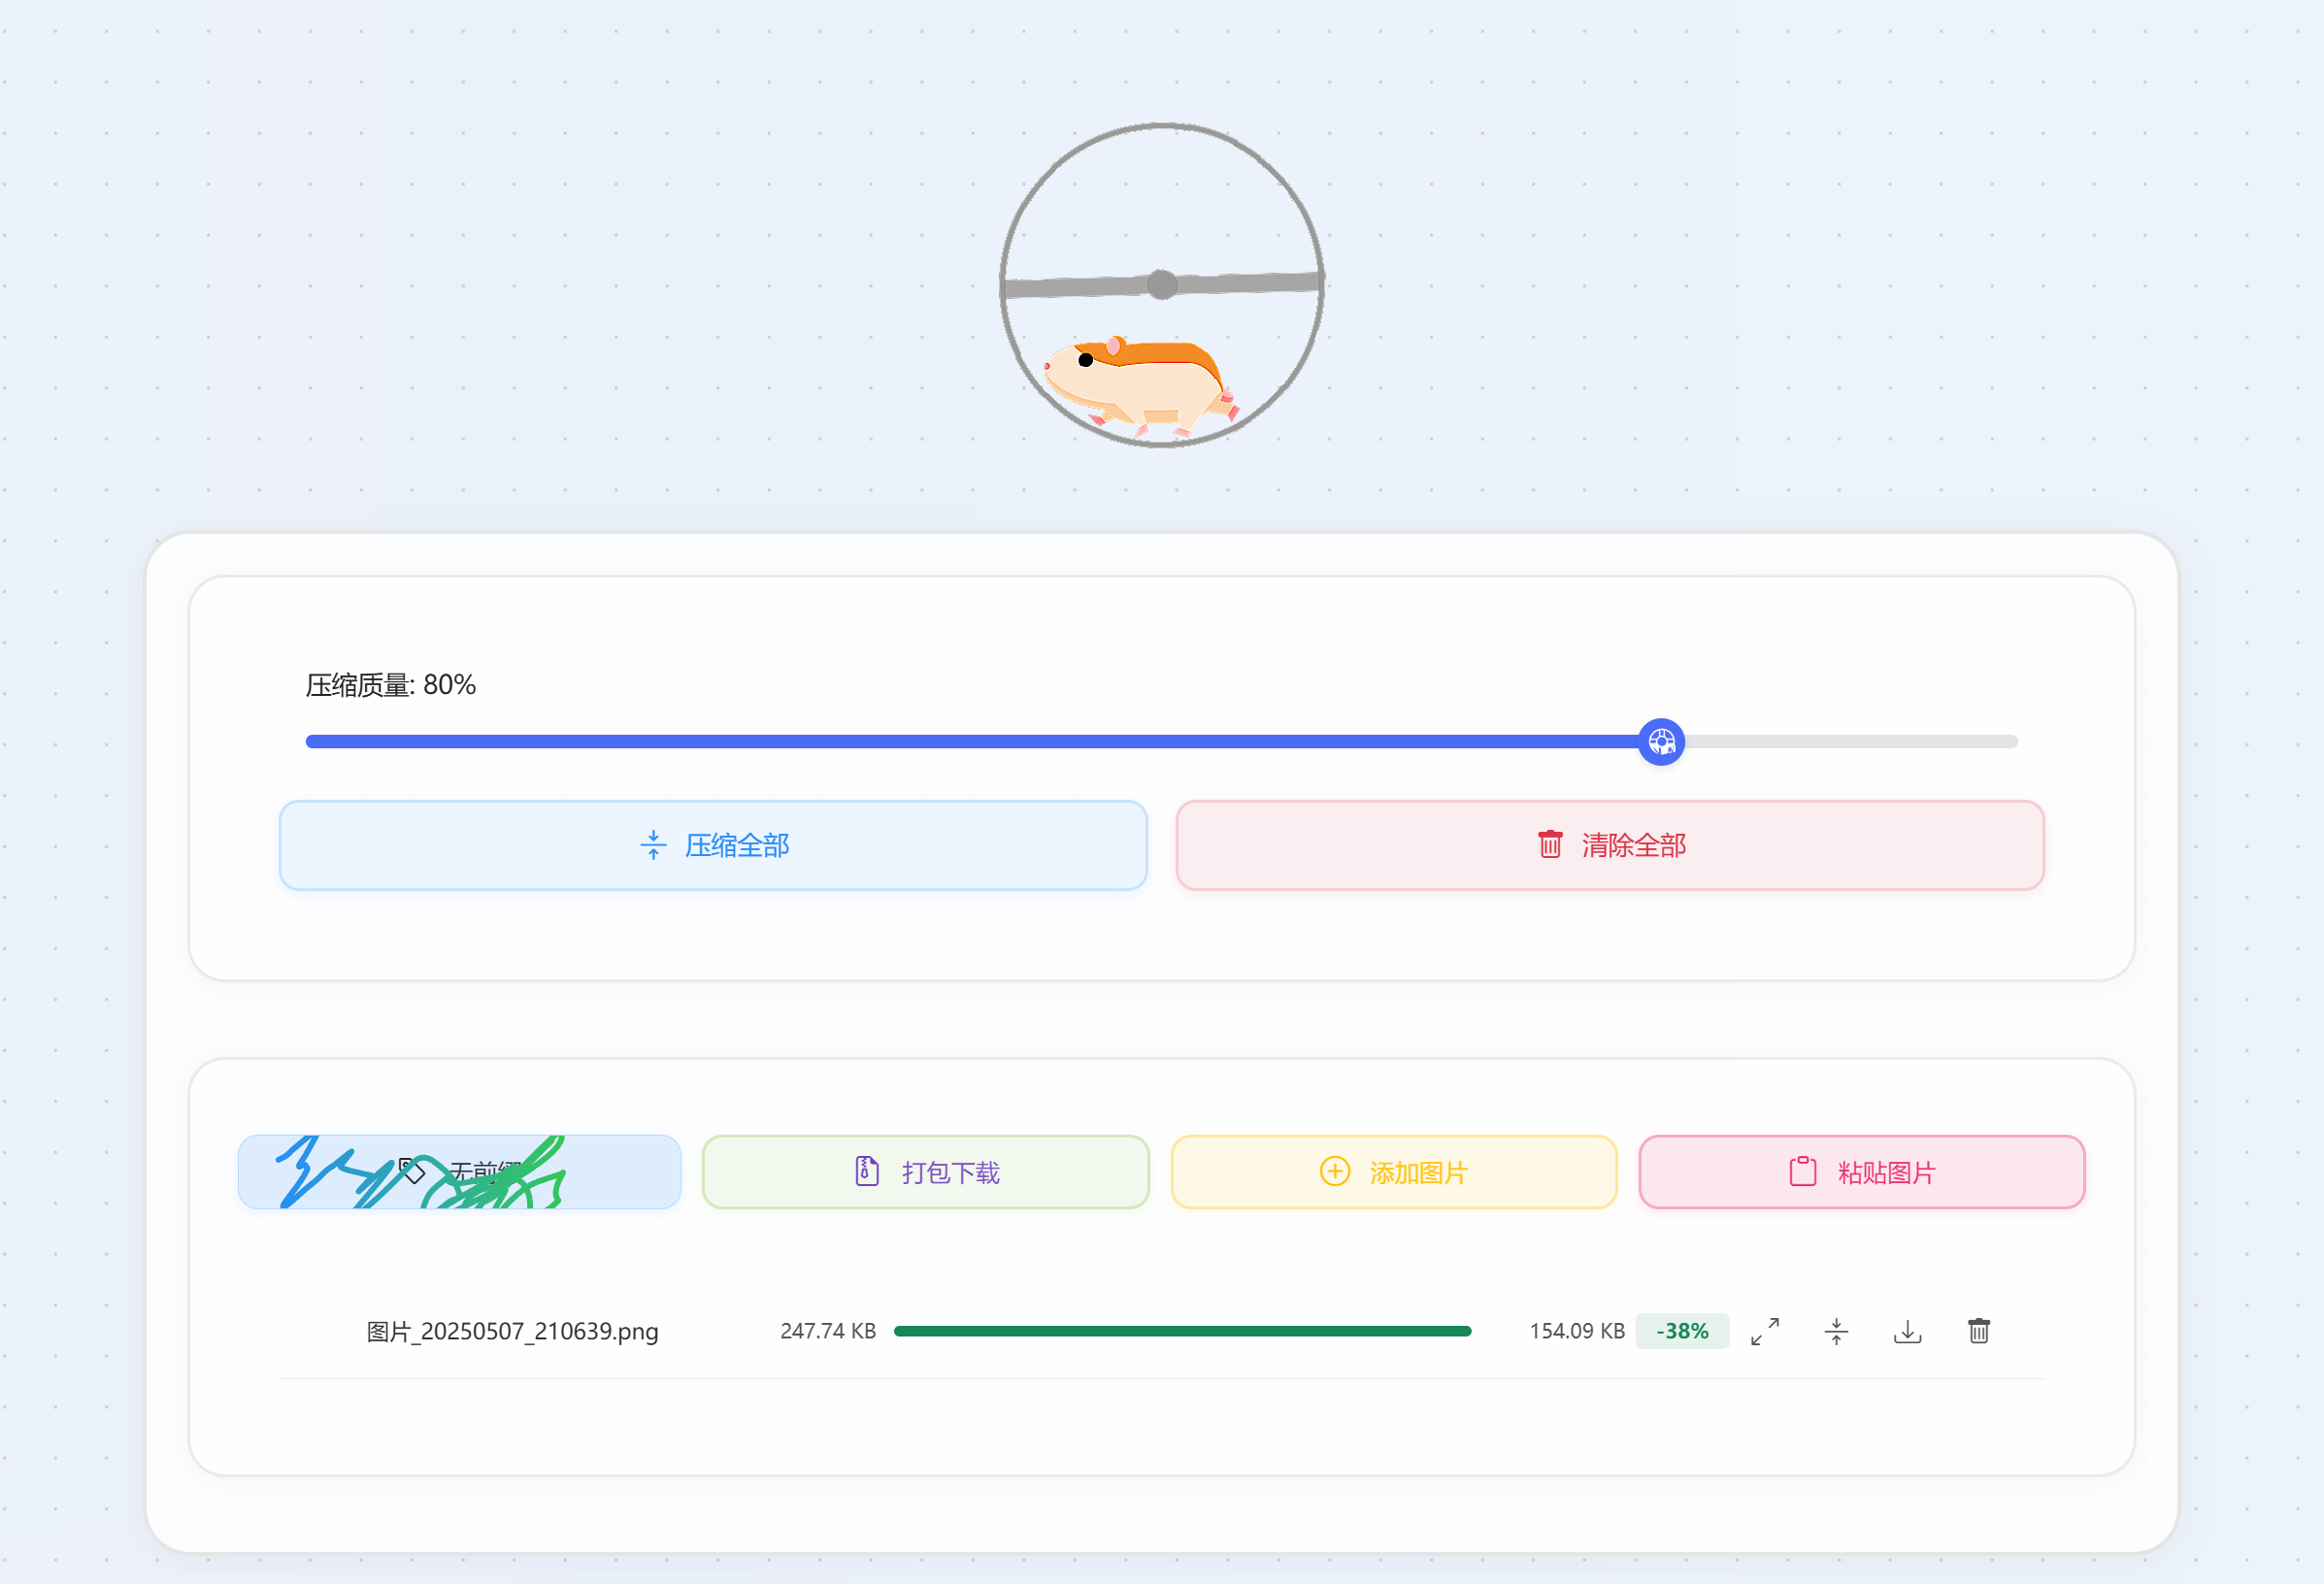 压缩质量: 80%
压缩全部
清除全部
无前缀
打包下载
添加图片
粘贴图片
图片_20250507_210639.png 247.74 KB 154.09 KB -38%